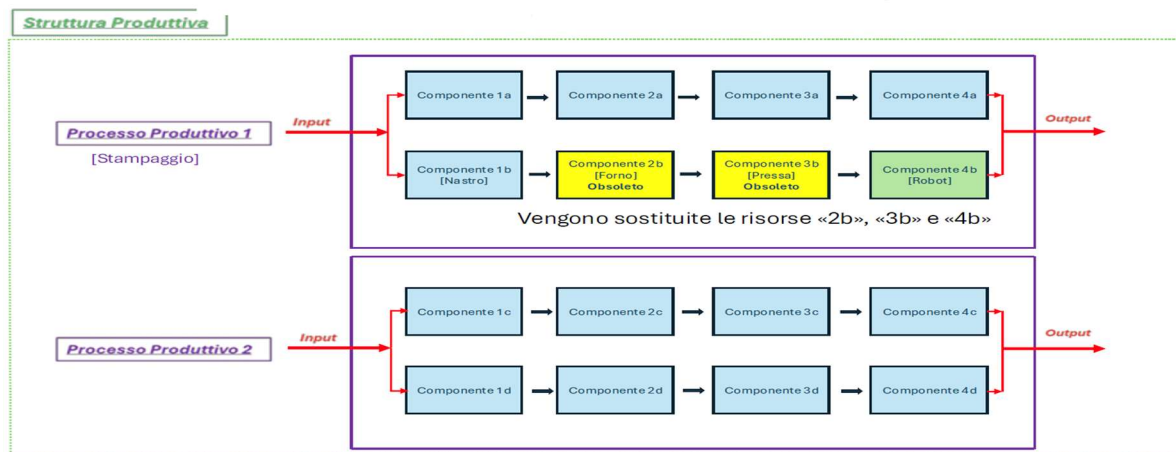 Struttura Produttiva
Componente 1a
Componente 2a
Componente 3a
Componente 4a
Input
Output
Processo Produttivo 1
[Stampaggio]
Componente 1b
[Nastro]
Componente 2b
[Forno]
Obsoleto
Componente 3b
[Pressa]
Obsoleto
Componente 4b
[Robot]
Vengono sostituite le risorse «2b», «3b» e «4b»
Componente 1c
Componente 2c
Componente 3c
Componente 4c
Input
Output
Processo Produttivo 2
Componente 1d
Componente 2d
Componente 3d
Componente 4d